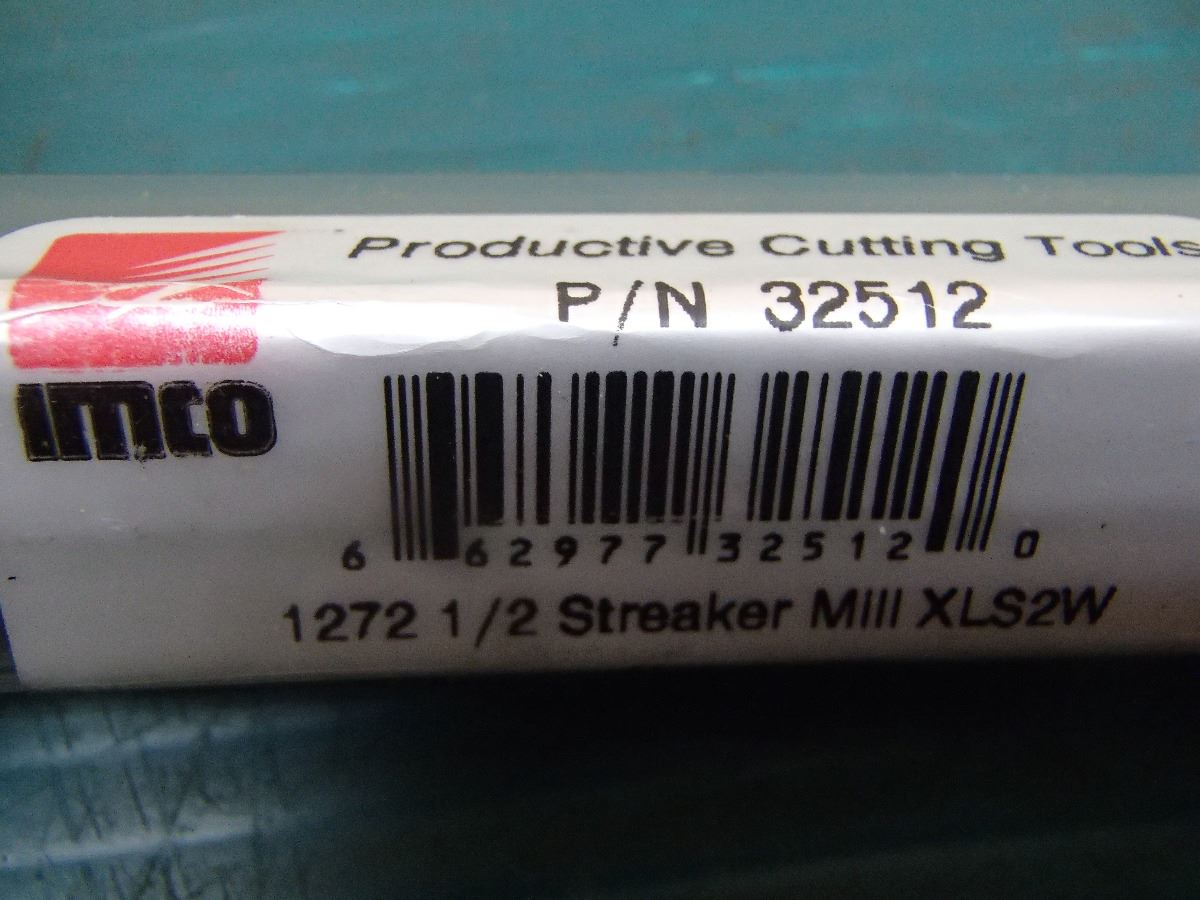 Productive Cutting Tools
P/N 32512
IMCO
6 62977 32512 0
1272 1/2 Streaker Mill XLS2W